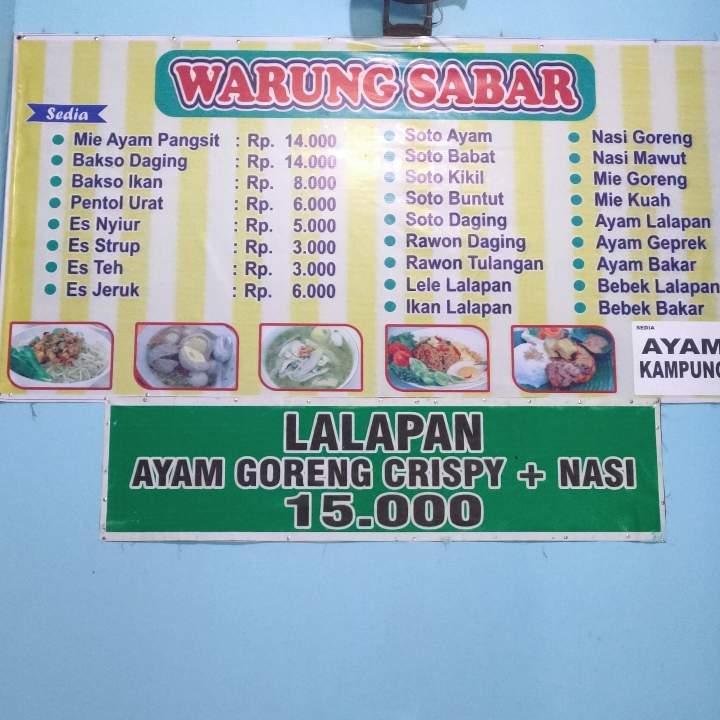 WARUNG SABAR
Sedia
Mie Ayam Pangsit : Rp. 14.000
Bakso Daging : Rp. 14.000
Bakso Ikan : Rp. 8.000
Pentol Urat : Rp. 6.000
Es Nyiur : Rp. 5.000
Es Strup : Rp. 3.000
Es Teh : Rp. 3.000
Es Jeruk : Rp. 6.000
Soto Ayam
Soto Babat
Soto Kikil
Soto Buntut
Soto Daging
Rawon Daging
Rawon Tulangan
Lele Lalapan
Ikan Lalapan
Nasi Goreng
Nasi Mawut
Mie Goreng
Mie Kuah
Ayam Lalapan
Ayam Geprek
Ayam Bakar
Bebek Lalapan
Bebek Bakar
SEDIA
AYAM
KAMPUNG
LALAPAN
AYAM GORENG CRISPY + NASI
15.000